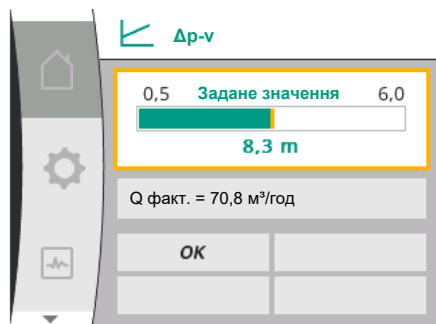 Δp-v
0,5 Задане значення 6,0
8,3 m
Q факт. = 70,8 м³/год
OK